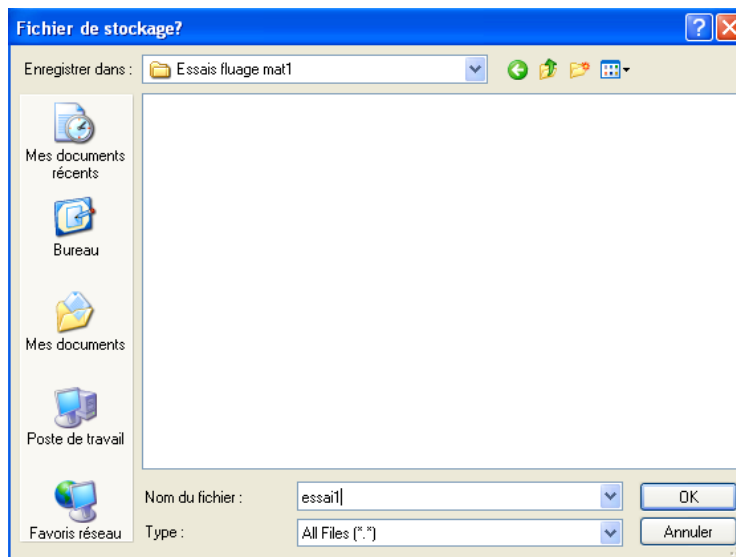 Fichier de stockage?
Enregistrer dans :
Essais fluage mat1
Mes documents
récents
Bureau
Mes documents
Poste de travail
Favoris réseau
Nom du fichier :
essai1
OK
Type :
All Files (*.*)
Annuler